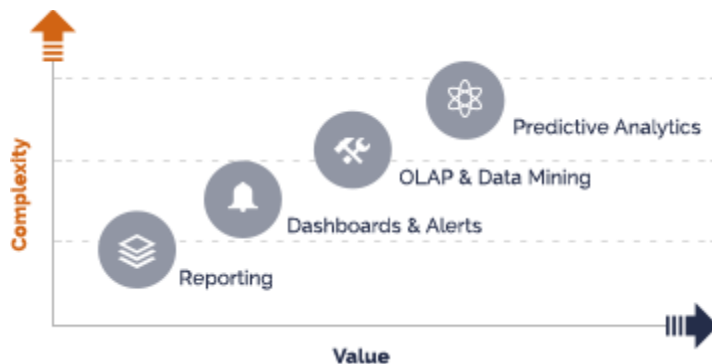 Complexity
Predictive Analytics
OLAP & Data Mining
Dashboards & Alerts
Reporting
Value